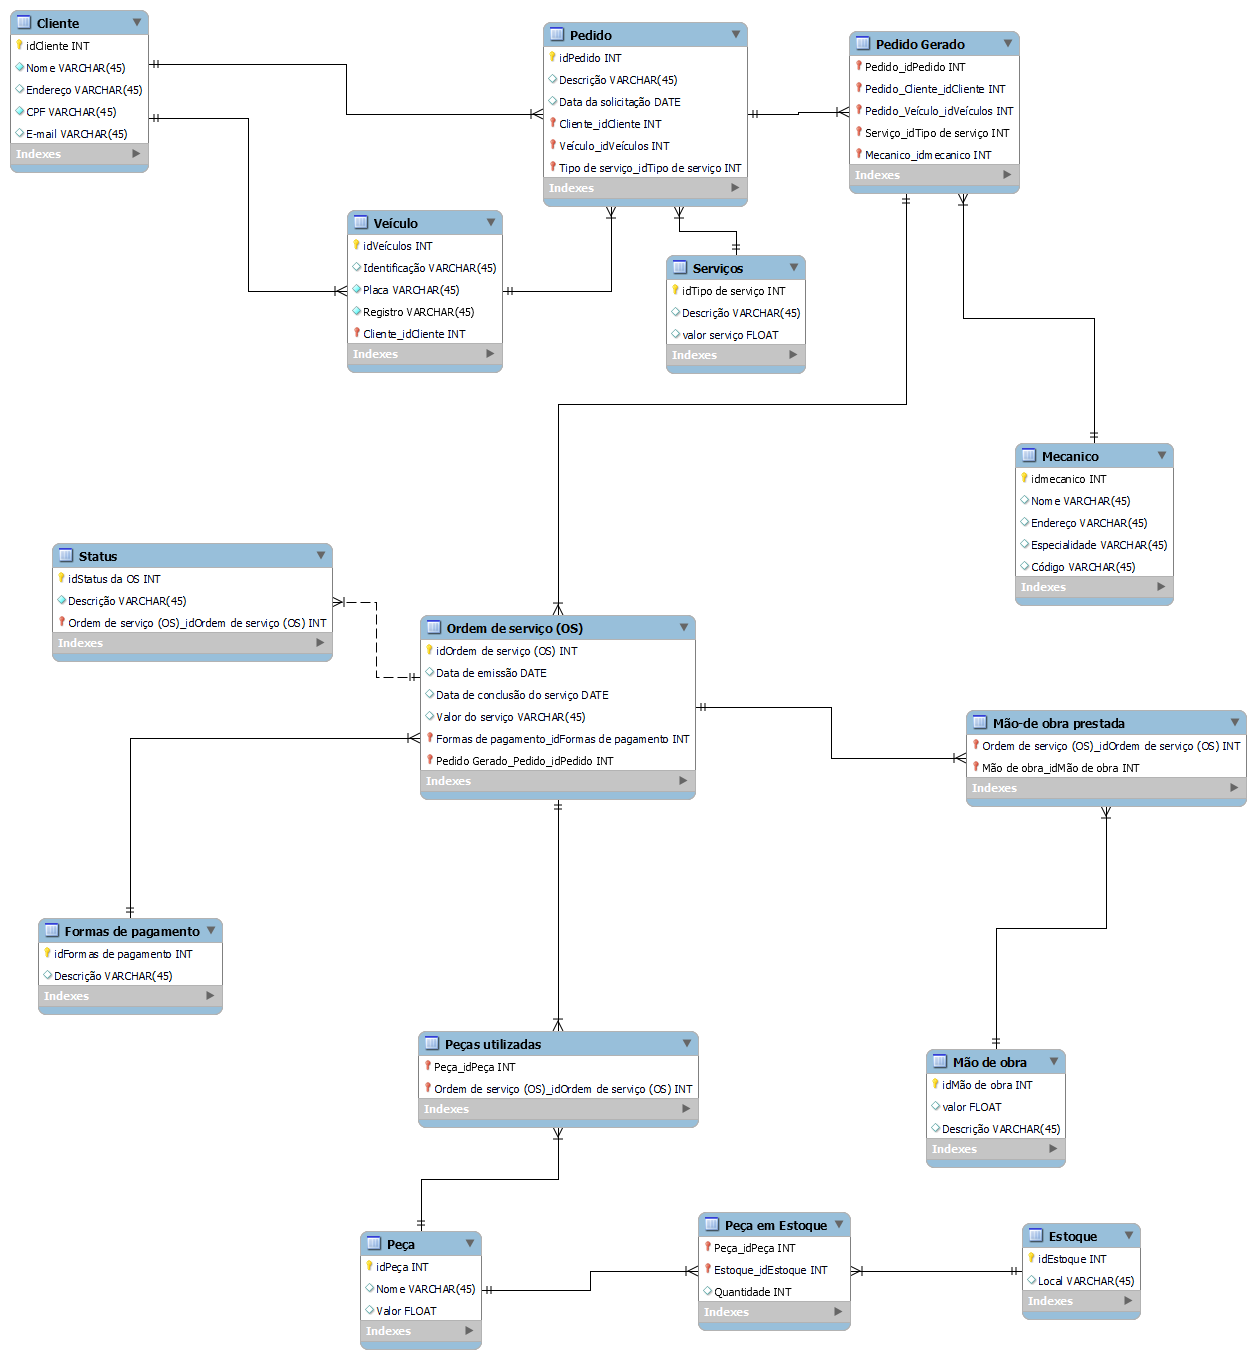 Cliente
idCliente INT
Nome VARCHAR(45)
Endereço VARCHAR(45)
CPF VARCHAR(45)
E-mail VARCHAR(45)
Indexes
Pedido
idPedido INT
Descrição VARCHAR(45)
Data da solicitação DATE
Cliente_idCliente INT
Veículo_idVeículos INT
Tipo de serviço_idTipo de serviço INT
Indexes
Pedido Gerado
Pedido_idPedido INT
Pedido_Cliente_idCliente INT
Pedido_Veículo_idVeículos INT
Serviço_idTipo de serviço INT
Mecanico_idmecanico INT
Indexes
Veículo
idVeículos INT
Identificação VARCHAR(45)
Placa VARCHAR(45)
Registro VARCHAR(45)
Cliente_idCliente INT
Indexes
Serviços
idTipo de serviço INT
Descrição VARCHAR(45)
valor serviço FLOAT
Indexes
Mecanico
idmecanico INT
Nome VARCHAR(45)
Endereço VARCHAR(45)
Especialidade VARCHAR(45)
Código VARCHAR(45)
Indexes
Status
idStatus da OS INT
Descrição VARCHAR(45)
Ordem de serviço (OS)_idOrdem de serviço (OS) INT
Indexes
Ordem de serviço (OS)
idOrdem de serviço (OS) INT
Data de emissão DATE
Data de conclusão do serviço DATE
Valor do serviço VARCHAR(45)
Formas de pagamento_idFormas de pagamento INT
Pedido Gerado_Pedido_idPedido INT
Indexes
Mão-de obra prestada
Ordem de serviço (OS)_idOrdem de serviço (OS) INT
Mão de obra_idMão de obra INT
Indexes
Formas de pagamento
idFormas de pagamento INT
Descrição VARCHAR(45)
Indexes
Peças utilizadas
Peça_idPeça INT
Ordem de serviço (OS)_idOrdem de serviço (OS) INT
Indexes
Mão de obra
idMão de obra INT
valor FLOAT
Descrição VARCHAR(45)
Indexes
Peça
idPeça INT
Nome VARCHAR(45)
Valor FLOAT
Indexes
Peça em Estoque
Peça_idPeça INT
Estoque_idEstoque INT
Quantidade INT
Indexes
Estoque
idEstoque INT
Local VARCHAR(45)
Indexes